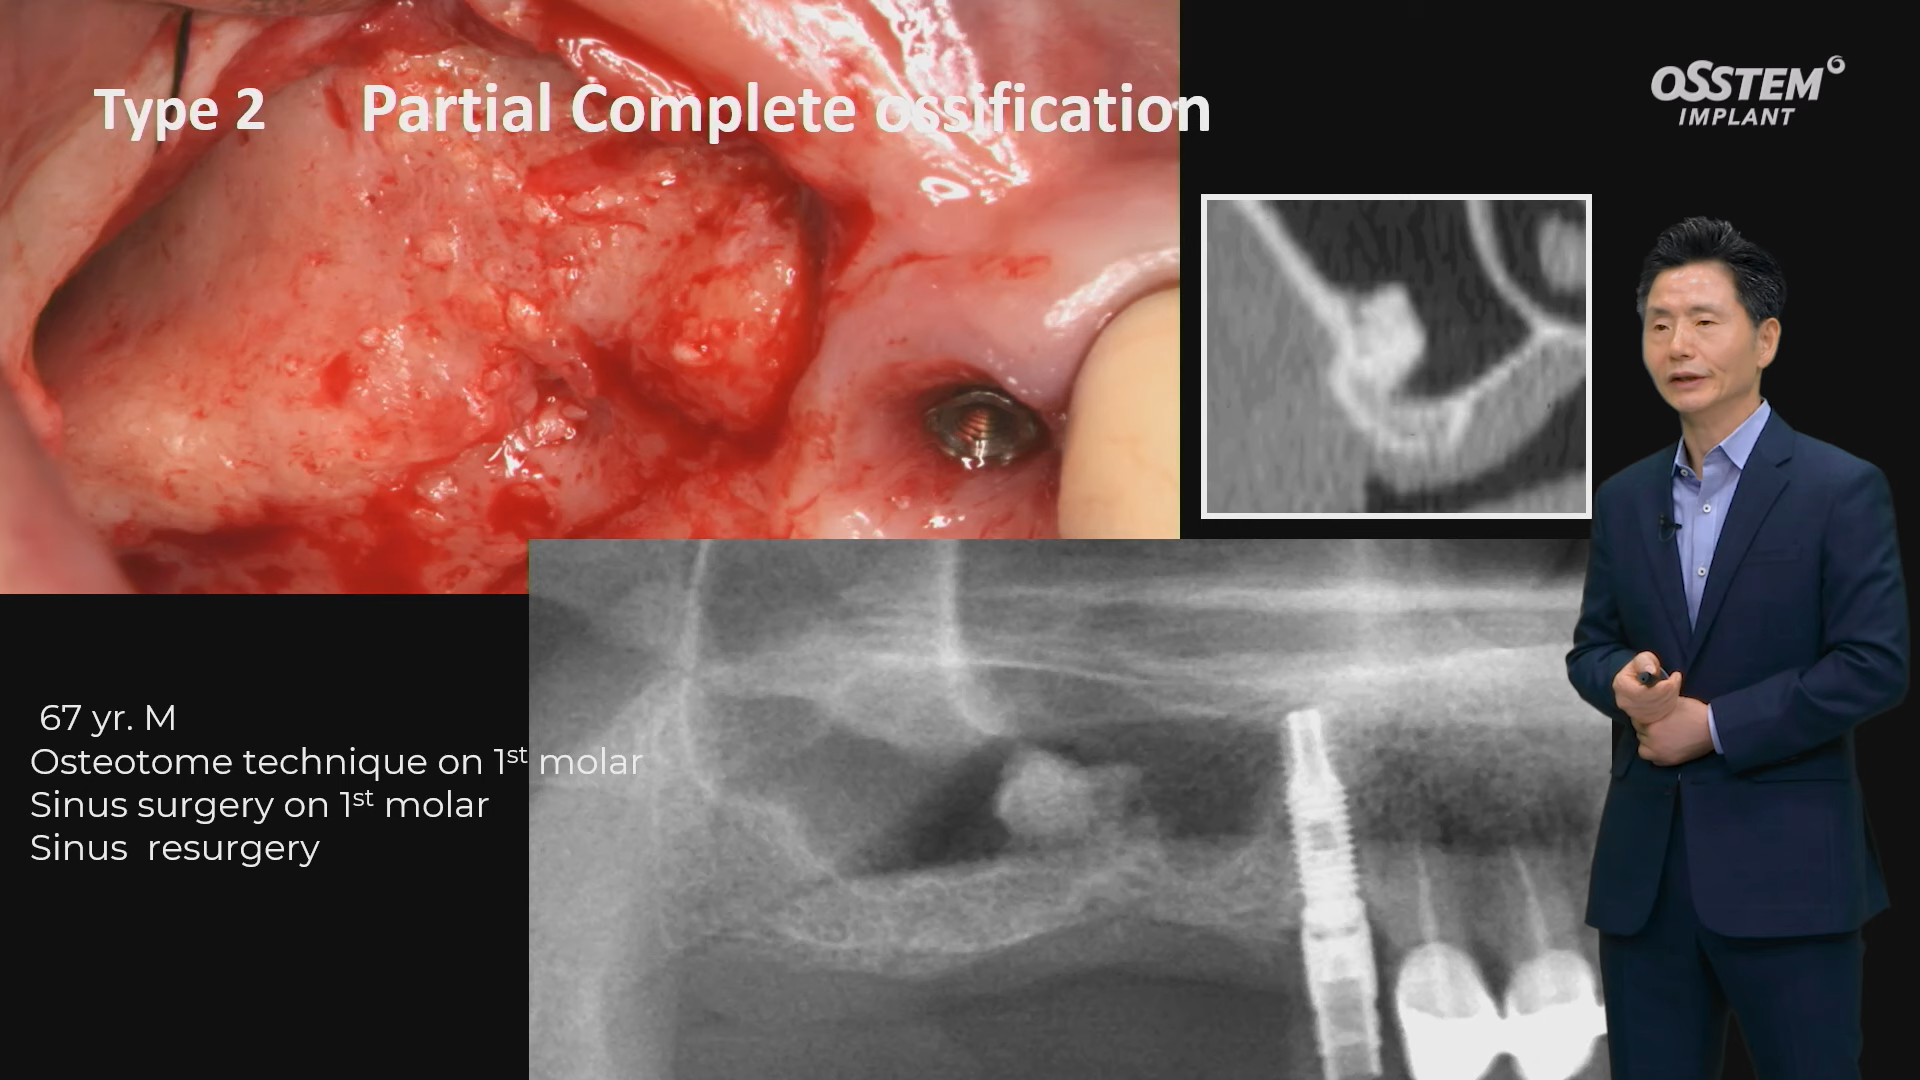 Type 2 Partial Complete ossification
OSSTEM
IMPLANT
67 yr. M
Osteotome technique on 1st molar
Sinus surgery on 1st molar
Sinus resurgery